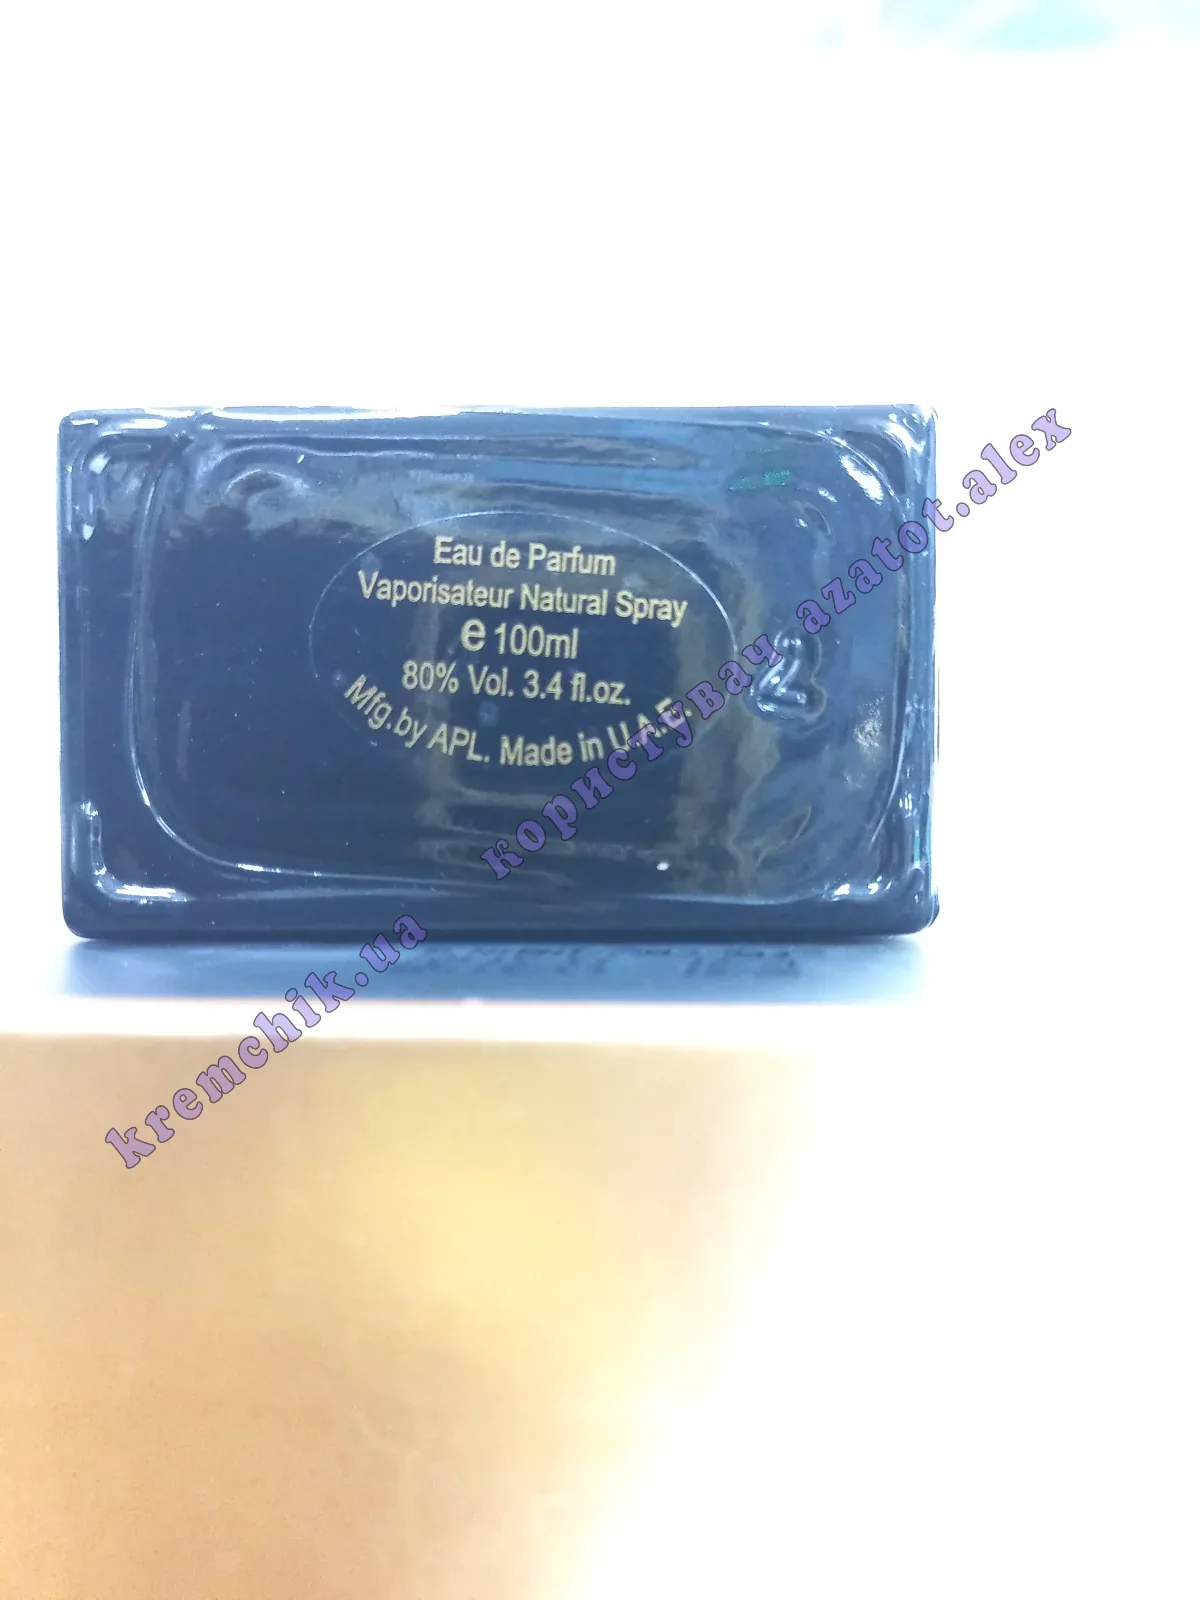 Eau de Parfum
Vaporisateur Natural Spray
e 100ml
80% Vol. 3.4 fl.oz.
Mfg.by APL. Made in U.A.E.
2
kremchik.ua користувач azatot.alex